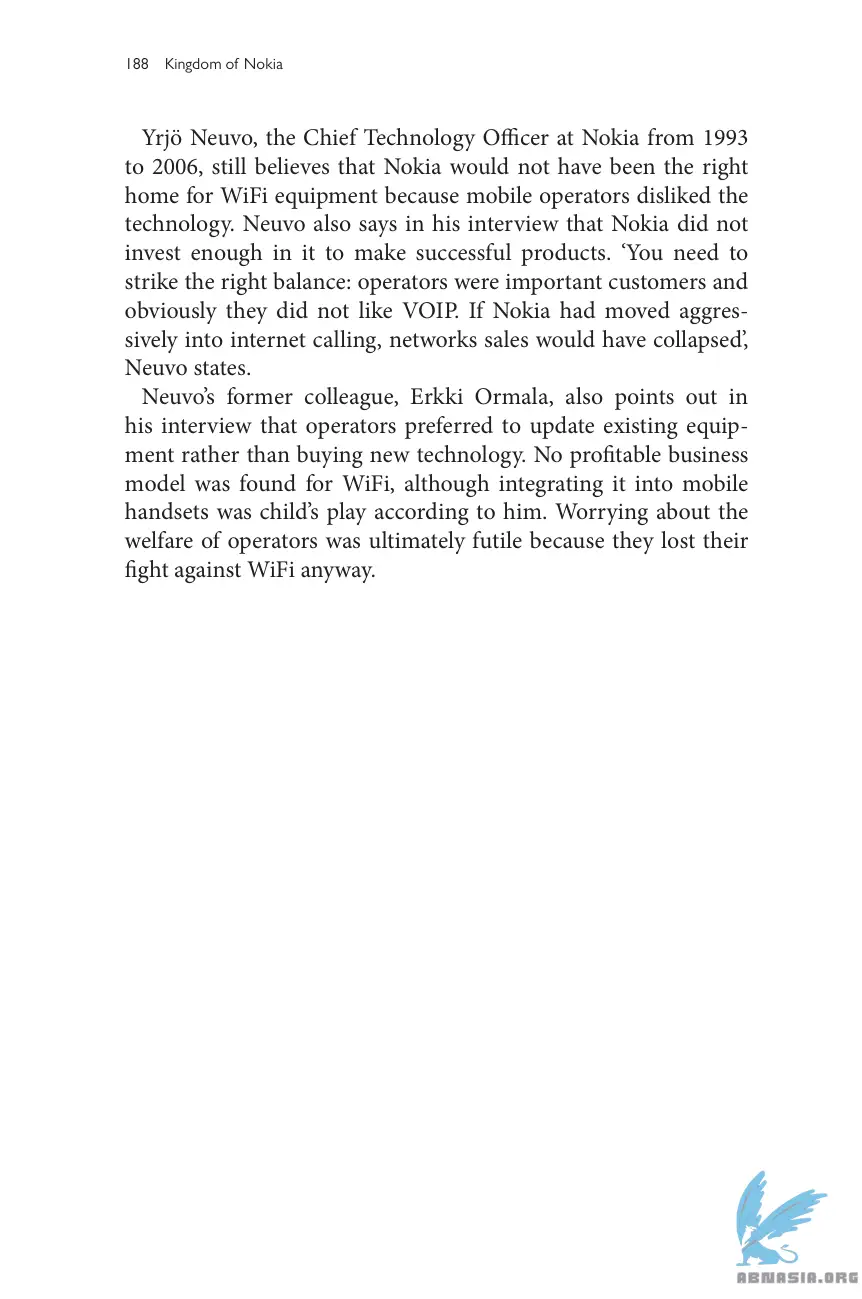 188 Kingdom of Nokia
Yrjö Neuvo, the Chief Technology Officer at Nokia from 1993
to 2006, still believes that Nokia would not have been the right
home for WiFi equipment because mobile operators disliked the
technology. Neuvo also says in his interview that Nokia did not
invest enough in it to make successful products. ‘You need to
strike the right balance: operators were important customers and
obviously they did not like VOIP. If Nokia had moved aggres-
sively into internet calling, networks sales would have collapsed’,
Neuvo states.
Neuvo’s former colleague, Erkki Ormala, also points out in
his interview that operators preferred to update existing equip-
ment rather than buying new technology. No profitable business
model was found for WiFi, although integrating it into mobile
handsets was child’s play according to him. Worrying about the
welfare of operators was ultimately futile because they lost their
fight against WiFi anyway.
ABNASIA.ORG